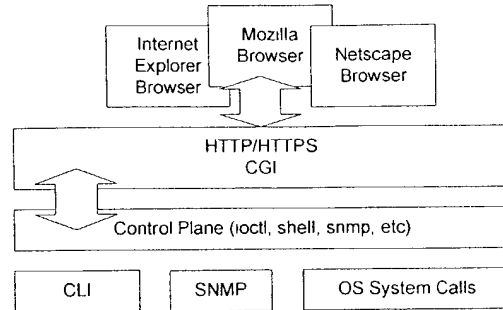 Internet
Explorer
Browser
Mozilla
Browser
Netscape
Browser
HTTP/HTTPS
CGI
Control Plane (ioctl, shell, snmp, etc)
CLI
SNMP
OS System Calls